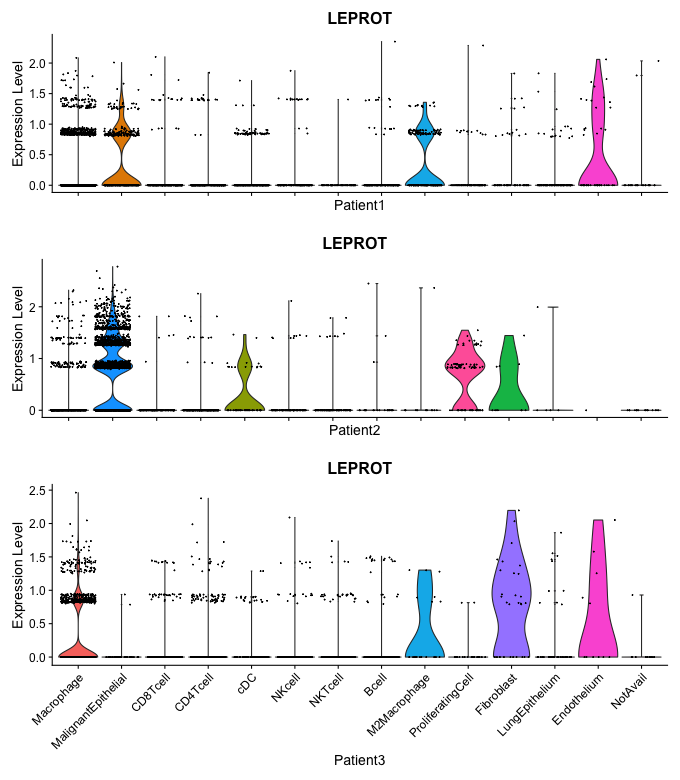 LEPROT
Expression Level
2.0
1.5
1.0
0.5
0.0
Patient1
LEPROT
Expression Level
2
1
0
Patient2
LEPROT
Expression Level
2.5
2.0
1.5
1.0
0.5
0.0
Macrophage
MalignantEpithelial
CD8Tcell
CD4Tcell
cDC
NKcell
NKTcell
Bcell
M2Macrophage
ProliferatingCell
Fibroblast
LungEpithelium
Endothelium
NotAvail
Patient3